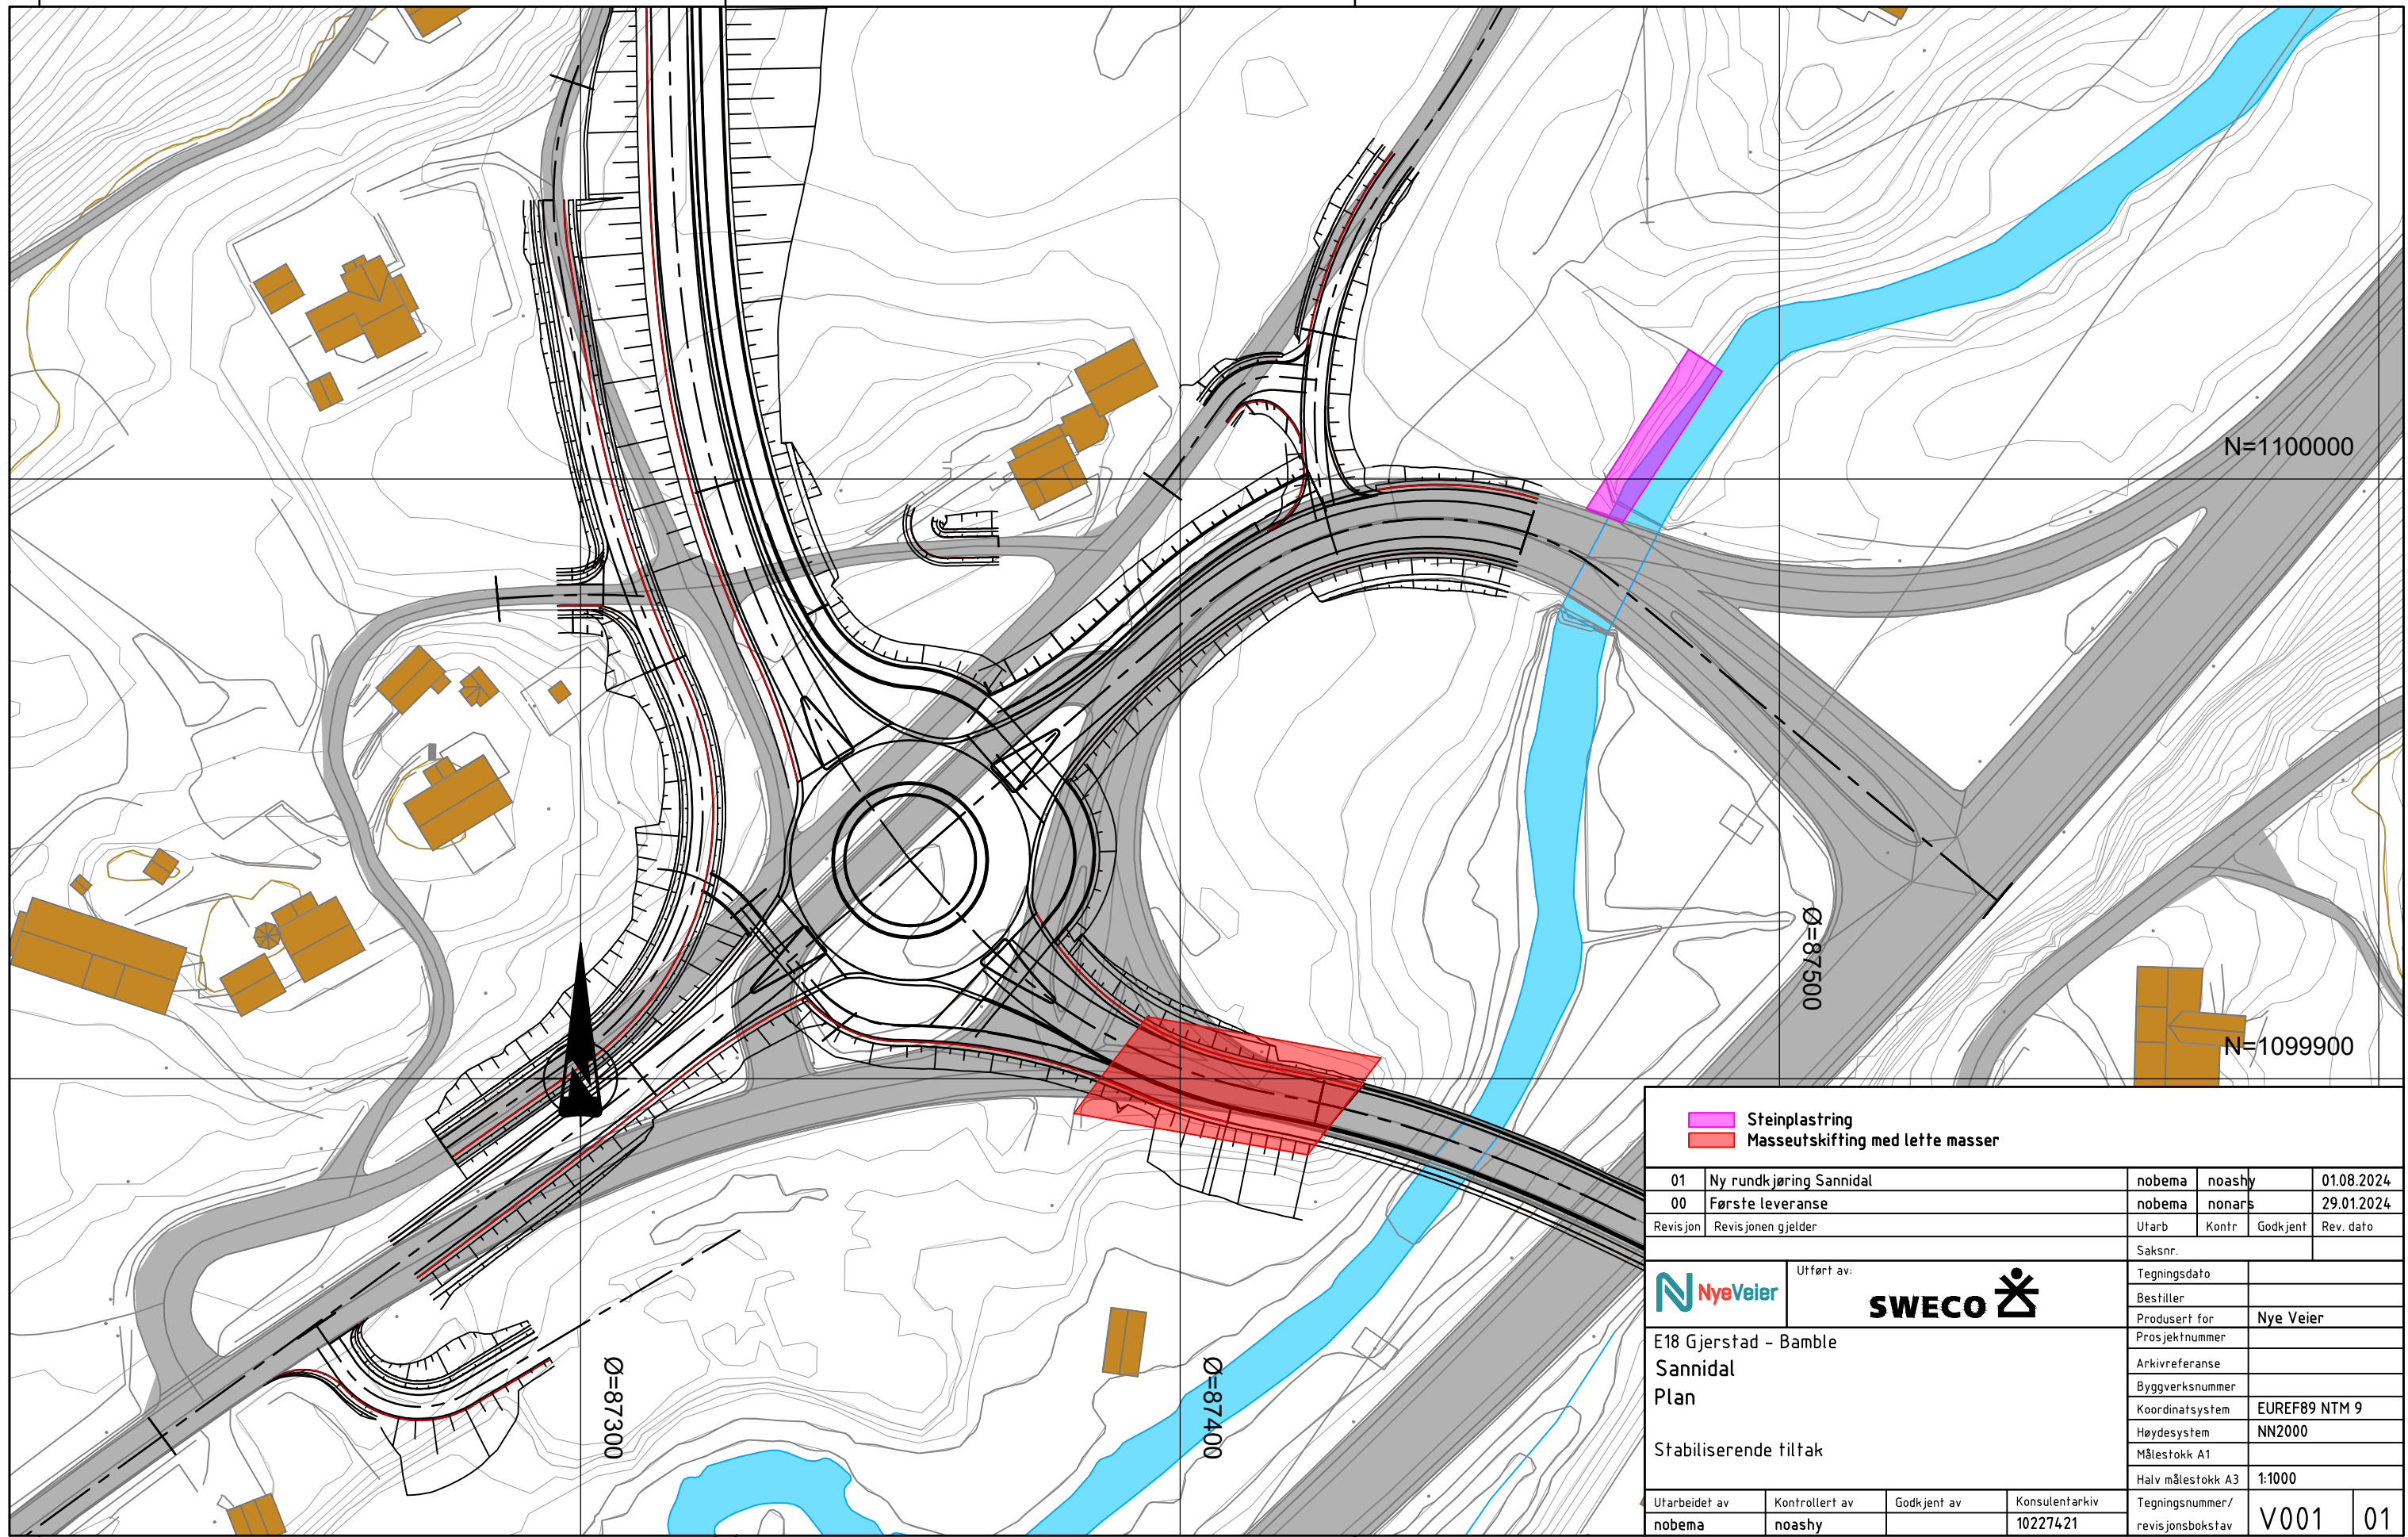 N=1100000
Ø=87500
N=1099900
Ø=87300
Ø=87400
N
Steinplastring
Masseutskifting med lette masser
01 Ny rundkjøring Sannidal nobema noashy 01.08.2024
00 Første leveranse nobema nonars 29.01.2024
Revisjon Revisjonen gjelder Utarb Kontr Godkjent Rev. dato
Saksnr.
NyeVeier
Utført av:
SWECO
Tegningsdato
Bestiller
Produsert for Nye Veier
Prosjektnummer
Arkivreferanse
Byggverksnummer
Koordinatsystem EUREF89 NTM 9
Høydesystem NN2000
Målestokk A1
Halv målestokk A3 1:1000
E18 Gjerstad - Bamble
Sannidal
Plan
Stabiliserende tiltak
Utarbeidet av Kontrollert av Godkjent av Konsulentarkiv
nobema noashy 10227421
Tegningsnummer/
revisjonsbokstav V001 01